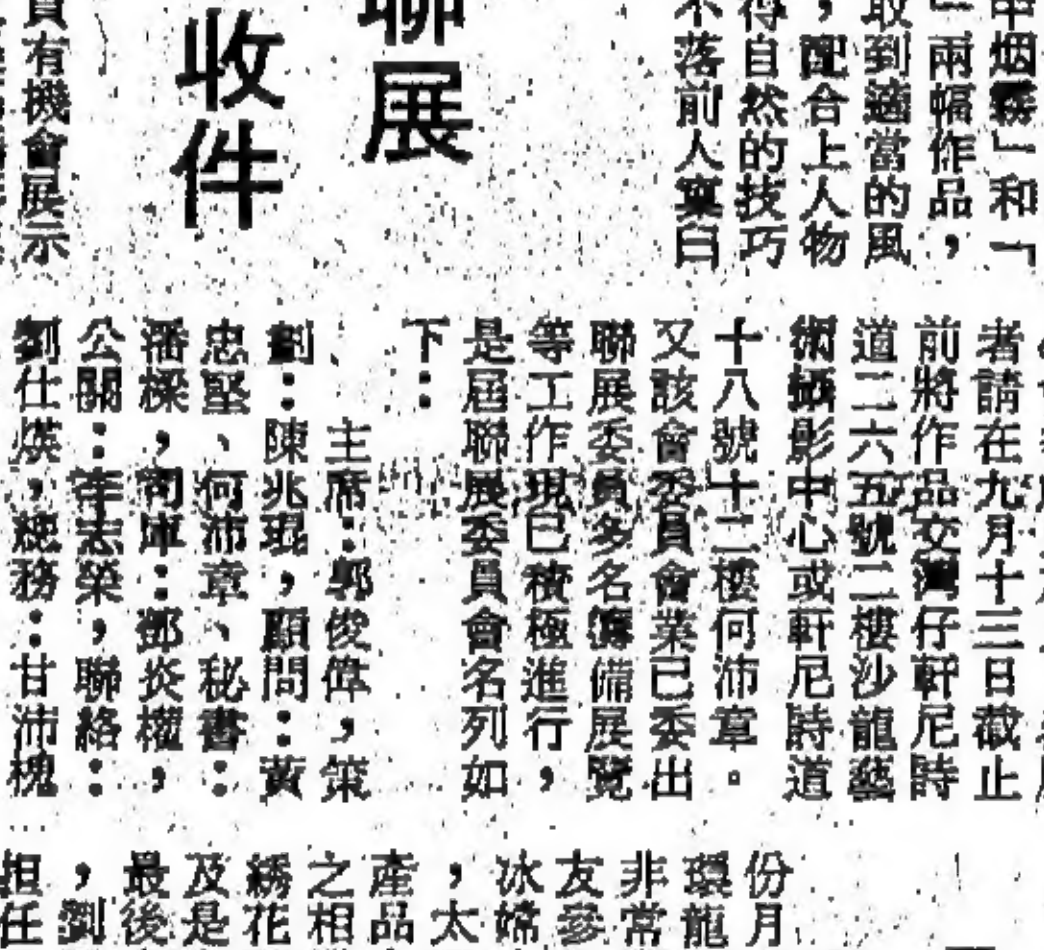 中烟霧」和「
」兩幅作品，
取到適當的風
，配合上人物
得自然的技巧
不落前人窠臼
聯展
收件
員有機會展示
者請在九月十三日截止
前將作品交灣仔軒尼詩
道二六五號二樓沙龍藝
術攝影中心或軒尼詩道
十八號十二樓何沛章。
又該會委員會業已委出
聯展委員多名籌備展覽
等工作現已積極進行，
是屆聯展委員會名列如
下：
主席：郭俊偉，策
劃：陳兆琨，顧問：黃
忠堅、何沛章、秘書：
潘樑，司庫：鄧炎權，
公關：李志榮，聯絡：
劉仕煐，總務：甘沛槐
份月
環龍
非常
友參
冰嫦
，太
產品
之相
綉花
及是
最後
，劉
担任